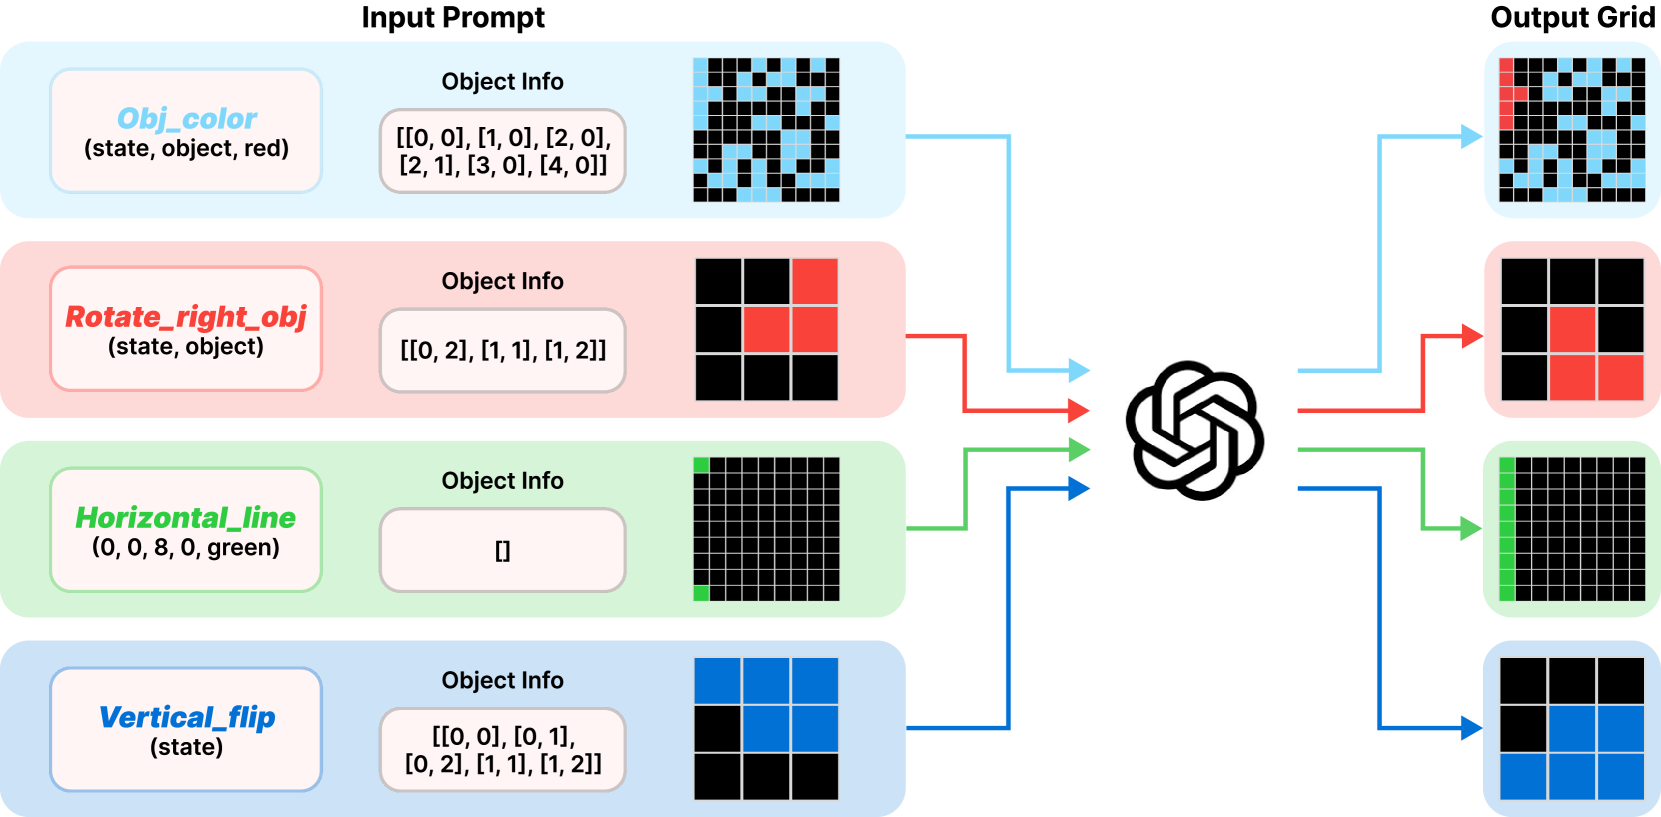 Input Prompt
Output Grid
Obj_color
(state, object, red)
Object Info
[[0, 0], [1, 0], [2, 0],
[2, 1], [3, 0], [4, 0]]
Rotate_right_obj
(state, object)
Object Info
[[0, 2], [1, 1], [1, 2]]
Horizontal_line
(0, 0, 8, 0, green)
Object Info
[]
Vertical_flip
(state)
Object Info
[[0, 0], [0, 1],
[0, 2], [1, 1], [1, 2]]